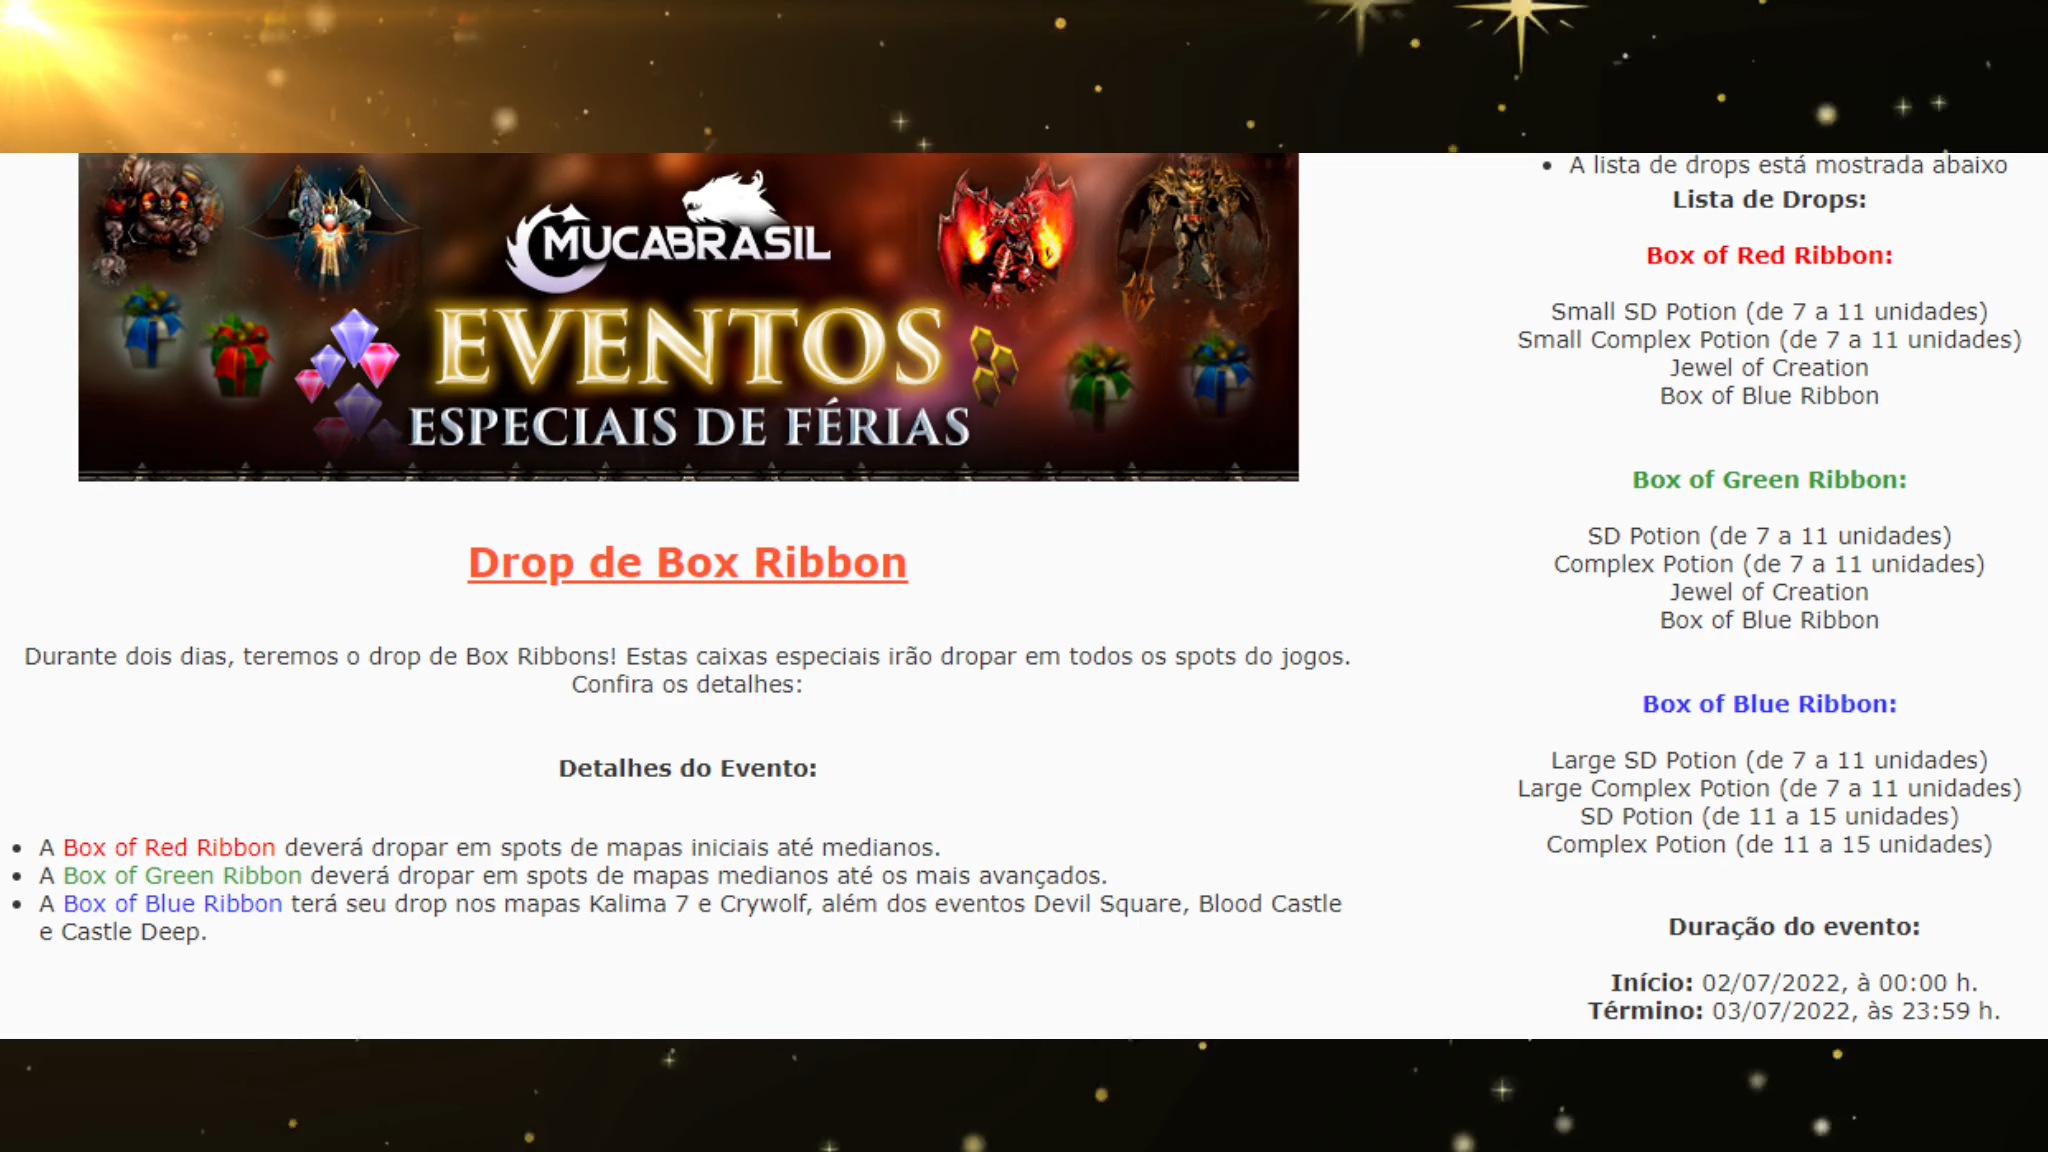 MUCABRASIL
EVENTOS
ESPECIAIS DE FÉRIAS
Drop de Box Ribbon
Durante dois dias, teremos o drop de Box Ribbons! Estas caixas especiais irão dropar em todos os spots do jogos.
Confira os detalhes:
Detalhes do Evento:
• A Box of Red Ribbon deverá dropar em spots de mapas iniciais até medianos.
• A Box of Green Ribbon deverá dropar em spots de mapas medianos até os mais avançados.
• A Box of Blue Ribbon terá seu drop nos mapas Kalima 7 e Crywolf, além dos eventos Devil Square, Blood Castle
e Castle Deep.
• A lista de drops está mostrada abaixo
Lista de Drops:
Box of Red Ribbon:
Small SD Potion (de 7 a 11 unidades)
Small Complex Potion (de 7 a 11 unidades)
Jewel of Creation
Box of Blue Ribbon
Box of Green Ribbon:
SD Potion (de 7 a 11 unidades)
Complex Potion (de 7 a 11 unidades)
Jewel of Creation
Box of Blue Ribbon
Box of Blue Ribbon:
Large SD Potion (de 7 a 11 unidades)
Large Complex Potion (de 7 a 11 unidades)
SD Potion (de 11 a 15 unidades)
Complex Potion (de 11 a 15 unidades)
Duração do evento:
Início: 02/07/2022, à 00:00 h.
Término: 03/07/2022, às 23:59 h.